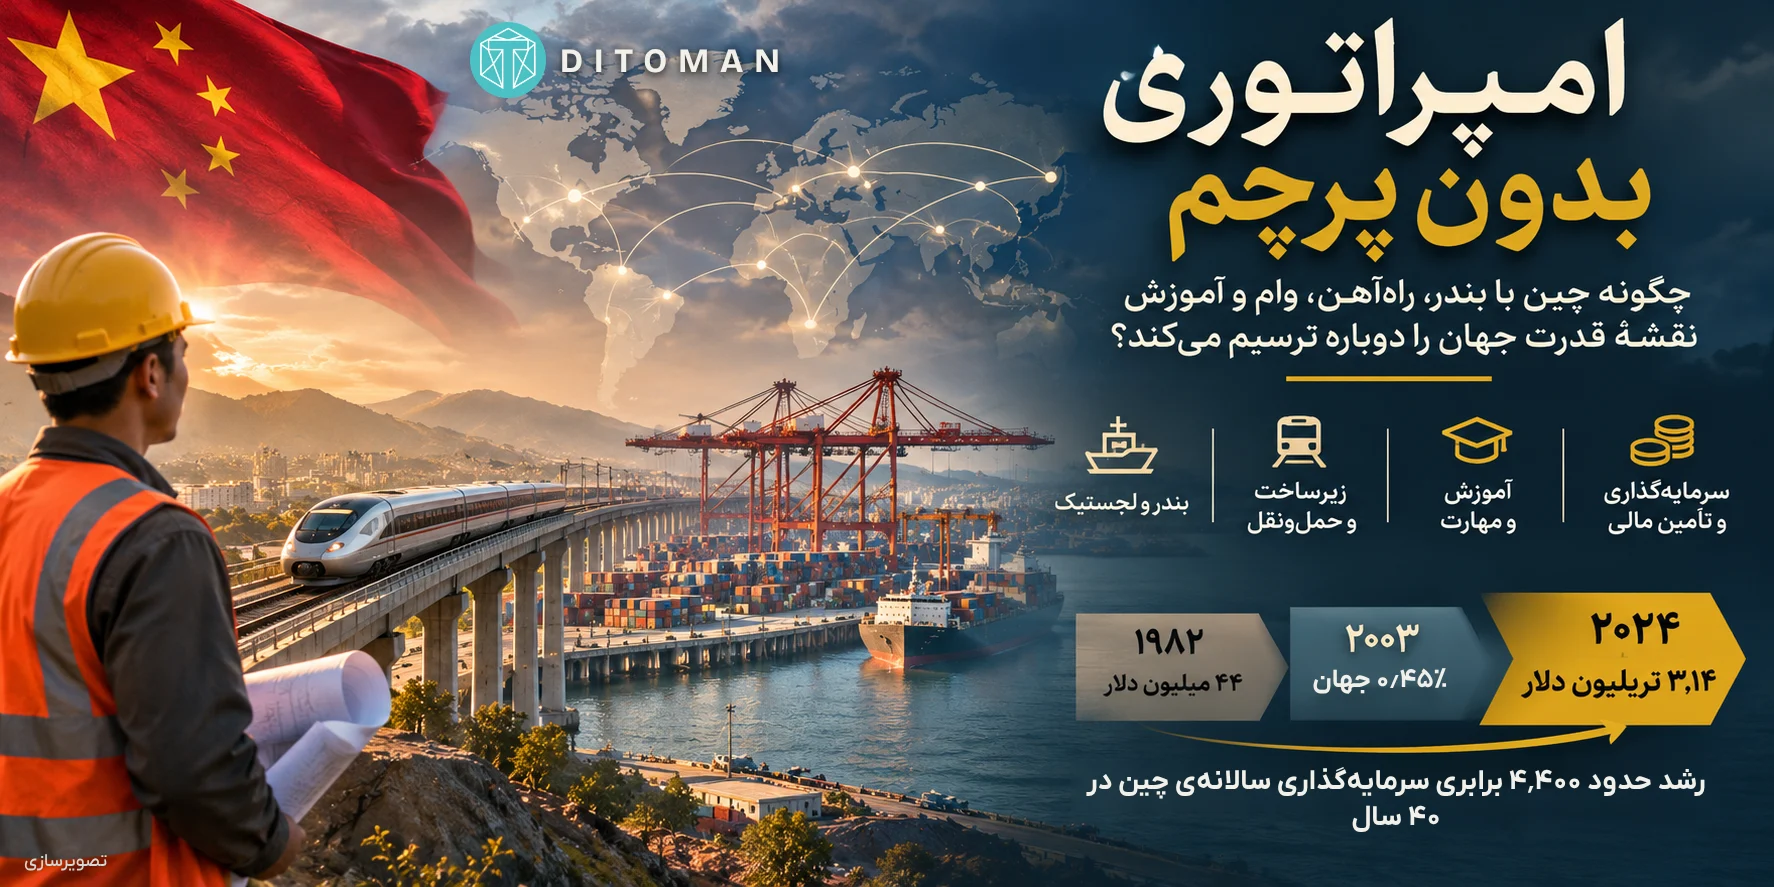 DITOMAN
امپراتوری
بدون پرچم
چگونه چین با بندر، راه‌آهن، وام و آموزش
نقشهٔ قدرت جهان را دوباره ترسیم می‌کند؟
سرمایه‌گذاری
و تأمین مالی
آموزش
و مهارت
زیرساخت
و حمل‌ونقل
بندر و لجستیک
۱۹۸۲
۴۴ میلیون دلار
۲۰۰۳
۰٫۴۵٪ جهان
۲۰۲۴
۳٫۱۴ تریلیون دلار
رشد حدود ۴٫۴۰۰ برابری سرمایه‌گذاری سالانه‌ی چین در
۴۰ سال
تصویرسازی